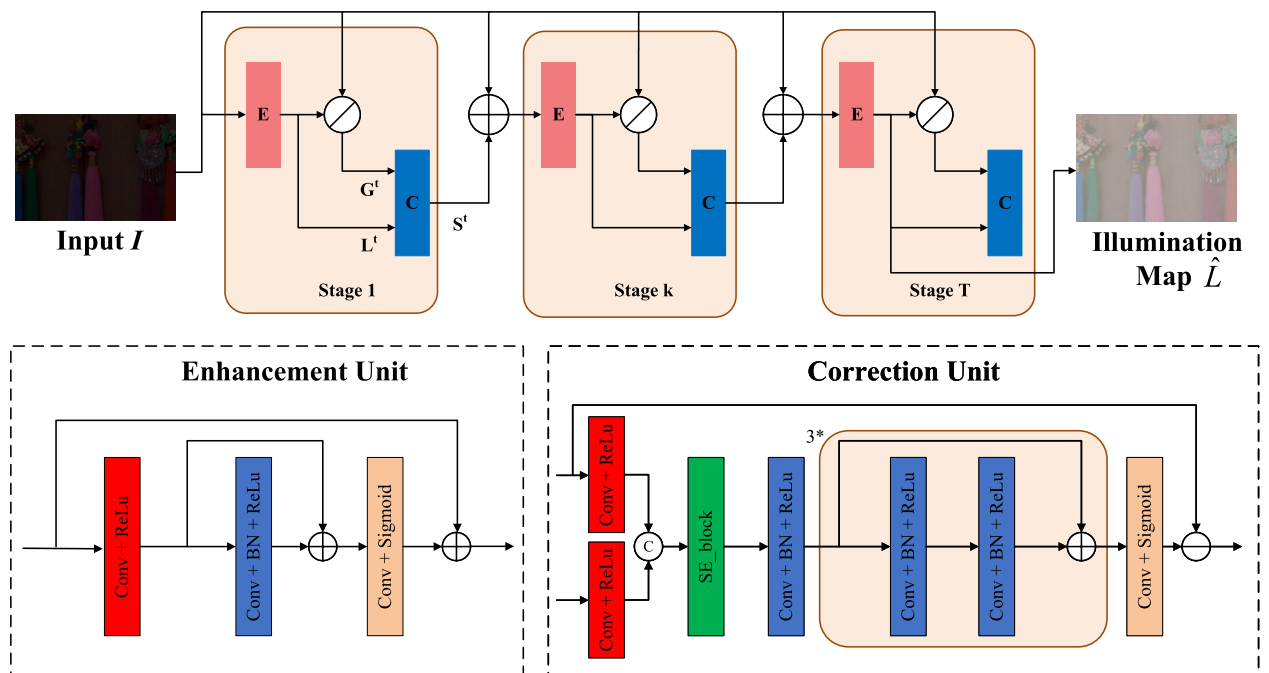 E
G^t
L^t
C
S^t
Stage 1
E
C
Stage k
E
C
Stage T
Input I
Illumination
Map L̂
Enhancement Unit
Conv + ReLu
Conv + BN + ReLu
Conv + Sigmoid
Correction Unit
Conv + ReLu
Conv + ReLu
C
SE_block
Conv + BN + ReLu
3*
Conv + BN + ReLu
Conv + BN + ReLu
Conv + Sigmoid